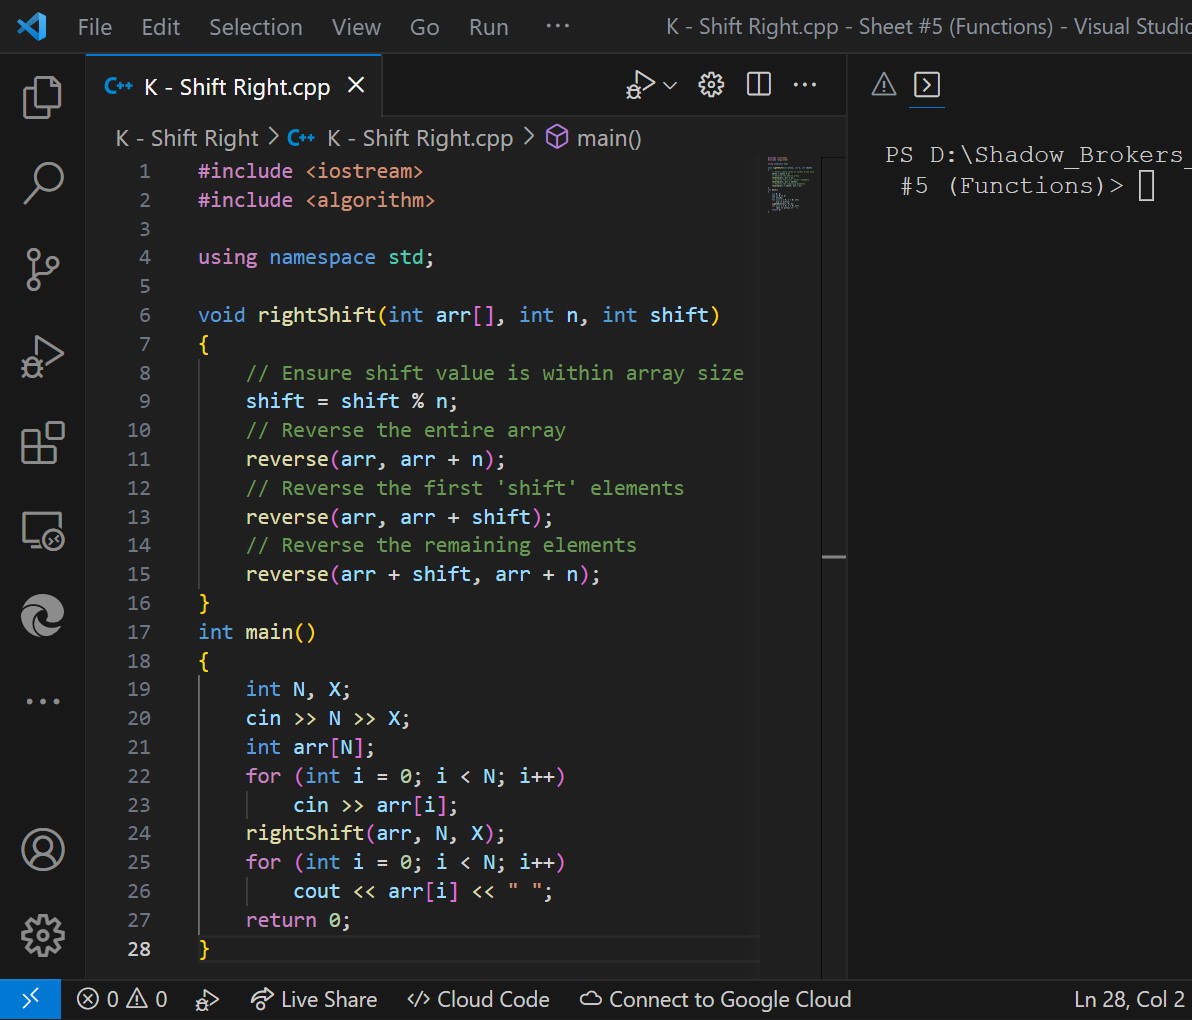 File Edit Selection View Go Run ··· K - Shift Right.cpp - Sheet #5 (Functions) - Visual Studio
C++ K - Shift Right.cpp
K - Shift Right > C++ K - Shift Right.cpp > main()
1 #include <iostream>
2 #include <algorithm>
3
4 using namespace std;
5
6 void rightShift(int arr[], int n, int shift)
7 {
8 // Ensure shift value is within array size
9 shift = shift % n;
10 // Reverse the entire array
11 reverse(arr, arr + n);
12 // Reverse the first 'shift' elements
13 reverse(arr, arr + shift);
14 // Reverse the remaining elements
15 reverse(arr + shift, arr + n);
16 }
17 int main()
18 {
19 int N, X;
20 cin >> N >> X;
21 int arr[N];
22 for (int i = 0; i < N; i++)
23 cin >> arr[i];
24 rightShift(arr, N, X);
25 for (int i = 0; i < N; i++)
26 cout << arr[i] << " ";
27 return 0;
28 }
PS D:\Shadow_Brokers_
#5 (Functions)>
0 0 Live Share Cloud Code Connect to Google Cloud Ln 28, Col 2